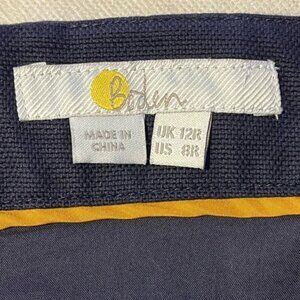 Boden
MADE IN
CHINA
UK 12R
US 8R